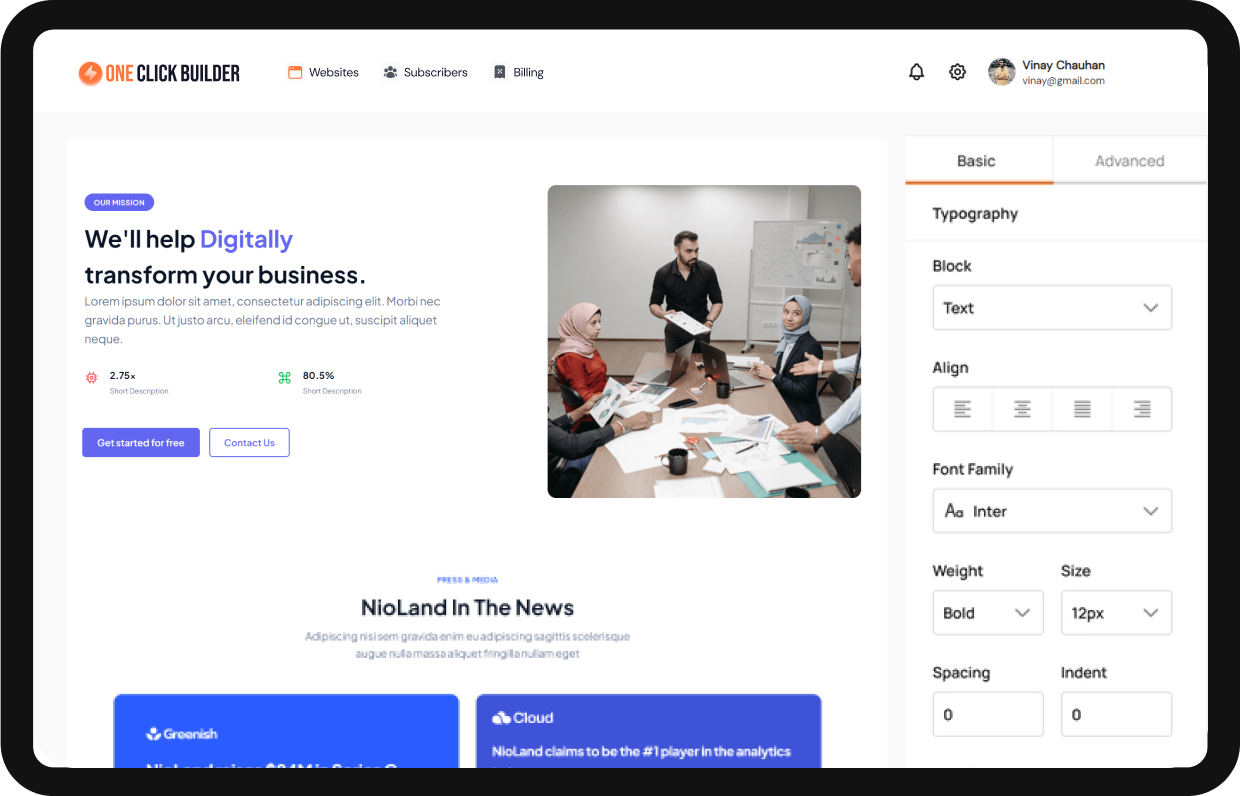 ONE CLICK BUILDER
Websites
Subscribers
Billing
Vinay Chauhan
vinay@gmail.com
OUR MISSION
We'll help Digitally
transform your business.
Lorem ipsum dolor sit amet, consectetur adipiscing elit. Morbi nec
gravida purus. Ut justo arcu, eleifend id congue ut, suscipit aliquet
neque.
2.75×
Short Description
80.5%
Short Description
Get started for free
Contact Us
PRESS & MEDIA
NioLand In The News
Adipiscing nisi sem gravida enim eu adipiscing sagittis scelerisque
augue nulla massa aliquet fringilla nullam eget
Greenish
Cloud
NioLand claims to be the #1 player in the analytics
Basic
Advanced
Typography
Block
Text
Align
Font Family
Aa Inter
Weight
Size
Bold
12px
Spacing
Indent
0
0